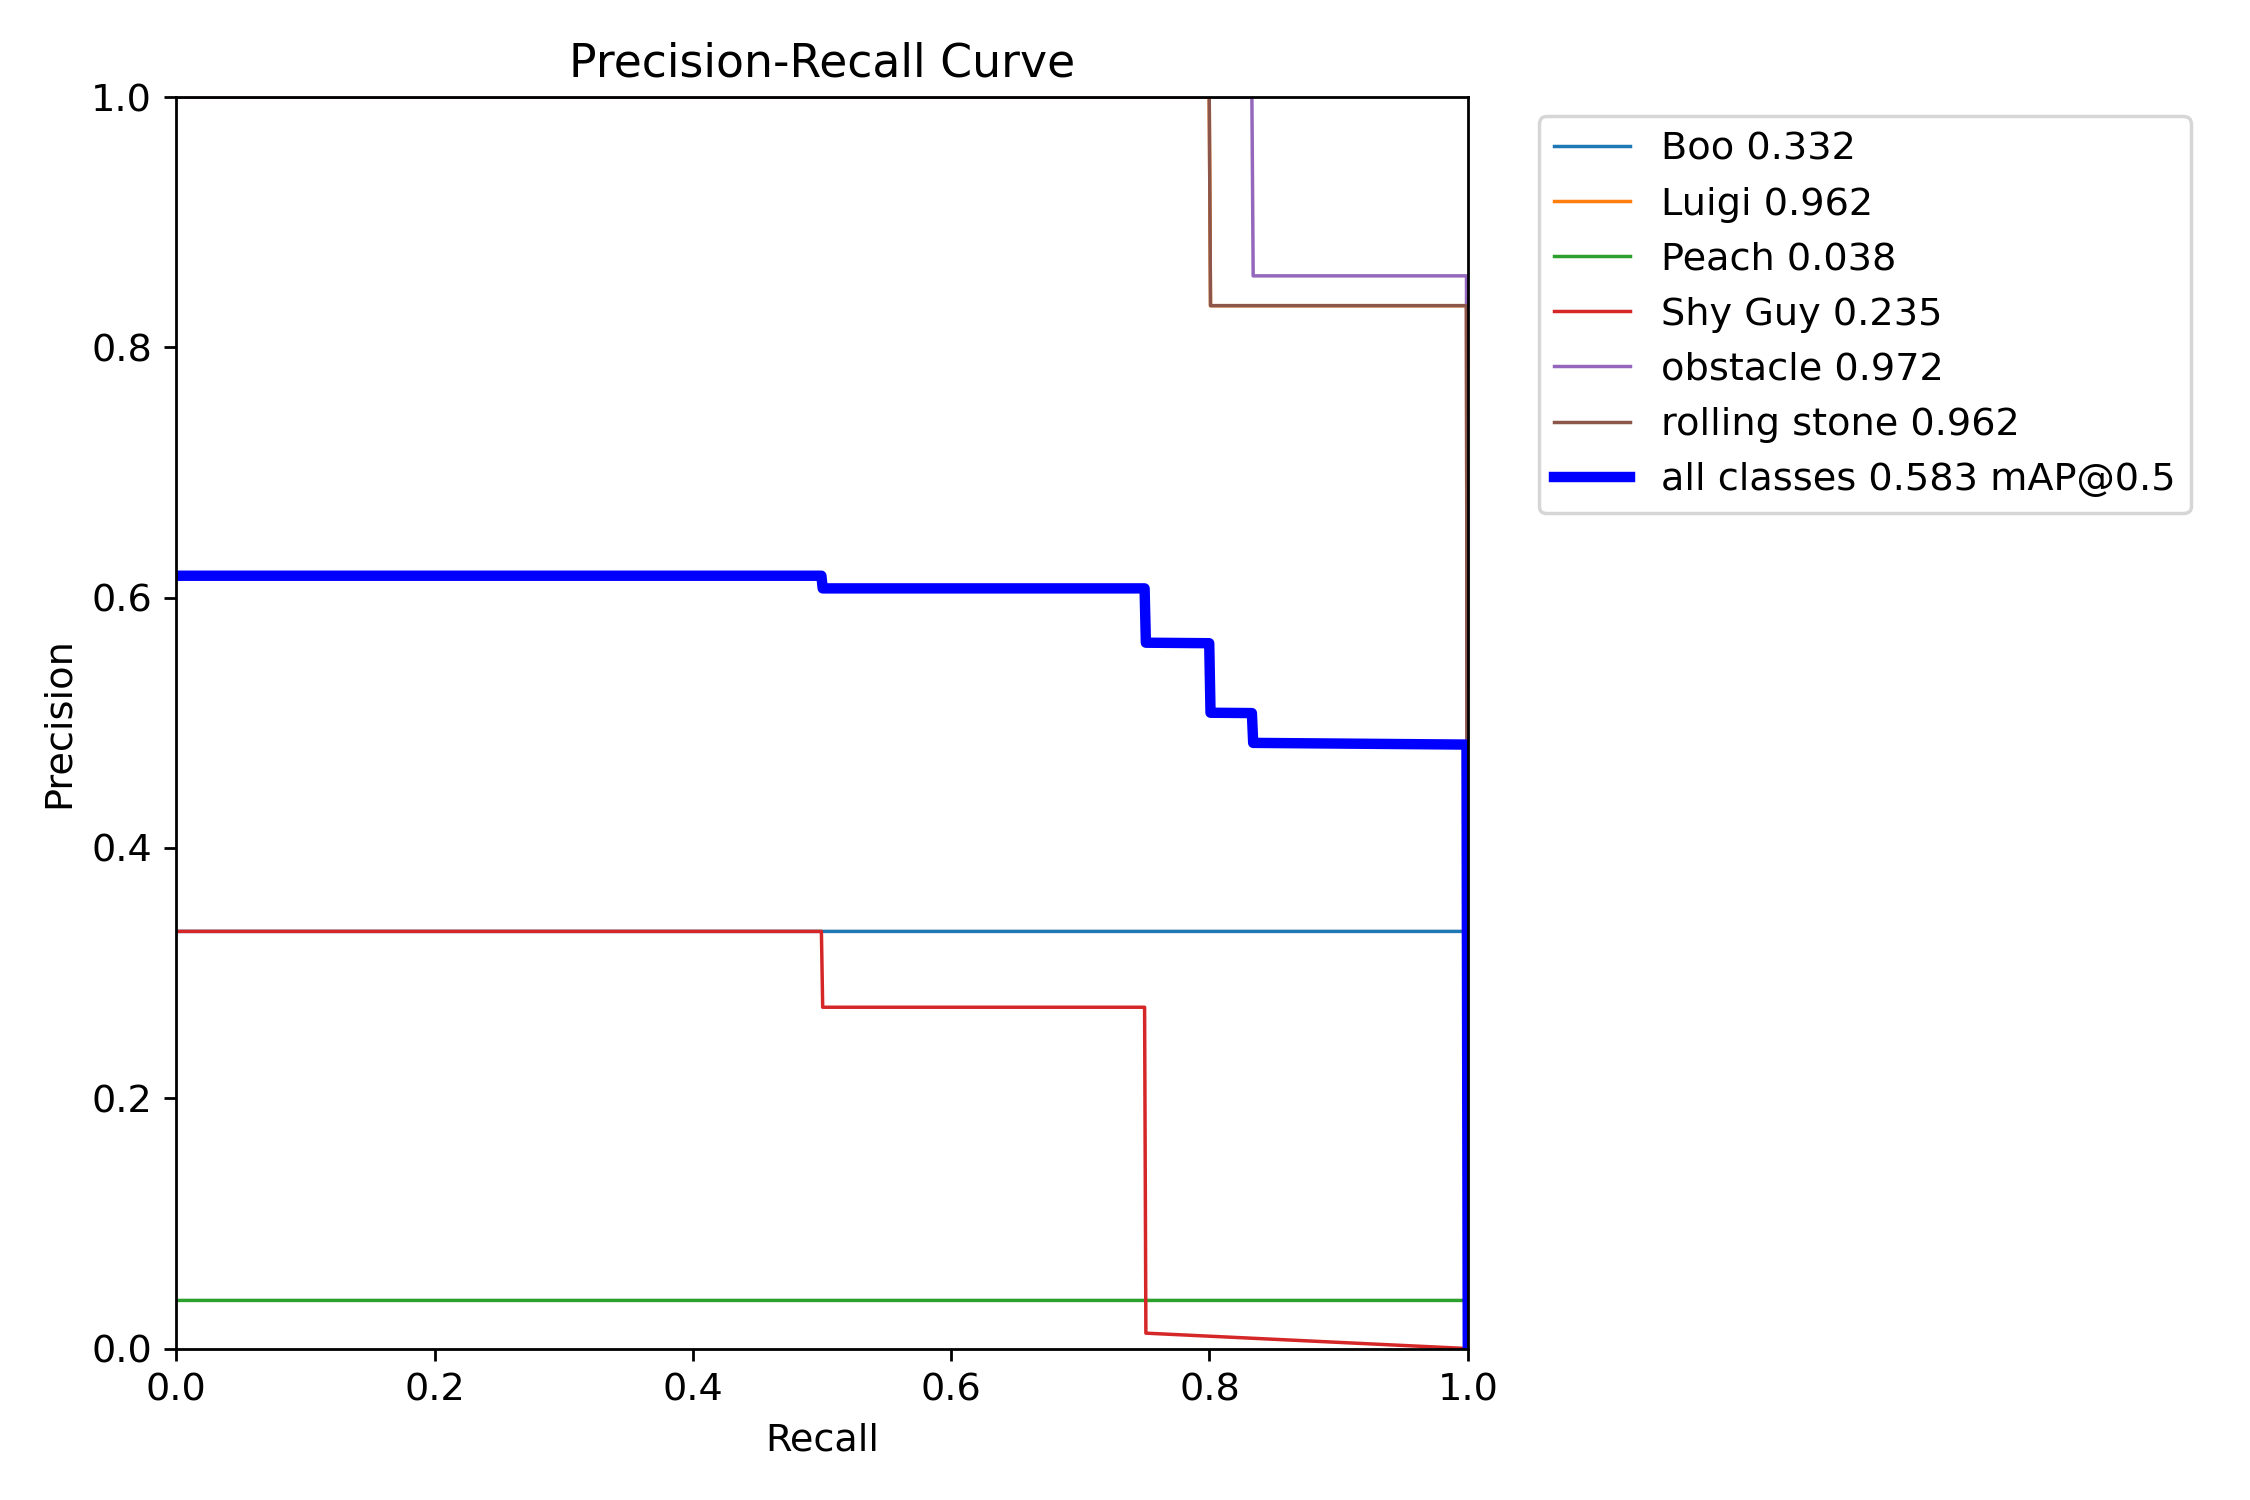 Precision-Recall Curve
1.0
0.8
0.6
0.4
0.2
0.0
Precision
0.0 0.2 0.4 0.6 0.8 1.0
Recall
Boo 0.332
Luigi 0.962
Peach 0.038
Shy Guy 0.235
obstacle 0.972
rolling stone 0.962
all classes 0.583 mAP@0.5